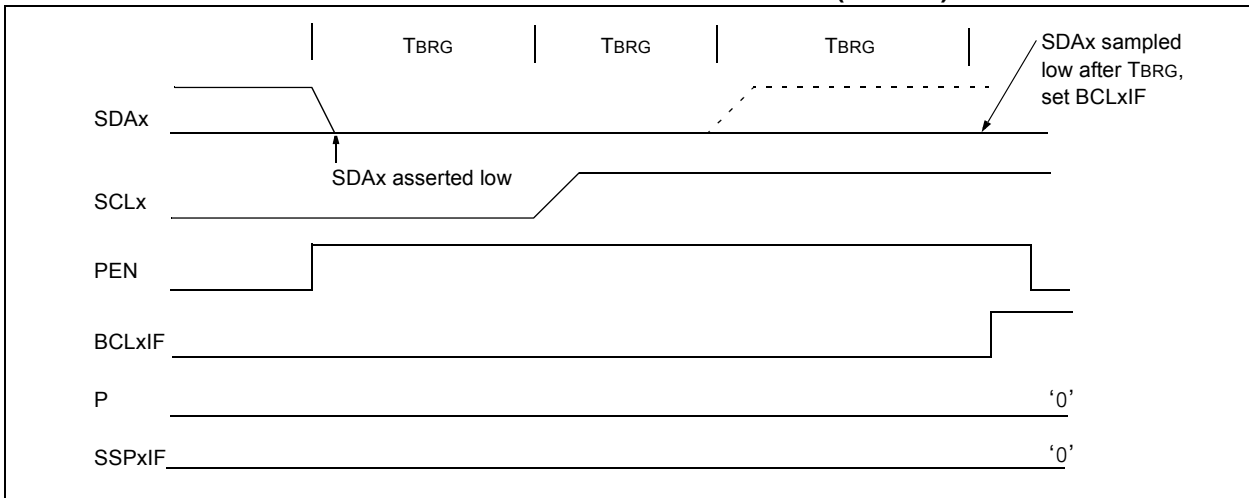 TBRG TBRG TBRG
SDAx sampled
low after TBRG,
set BCLxIF
SDAx
SDAx asserted low
SCLx
PEN
BCLxIF
P ‘0’
SSPxIF ‘0’